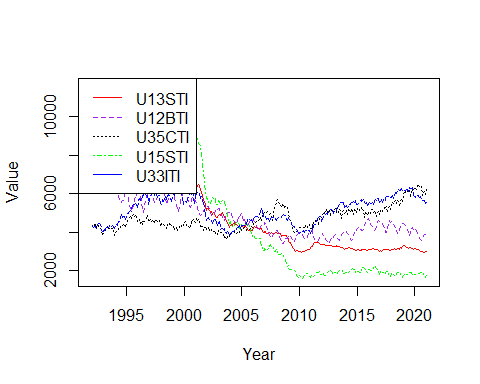 Value
10000
6000
2000
U13STI
U12BTI
U35CTI
U15STI
U33ITI
1995 2000 2005 2010 2015 2020
Year